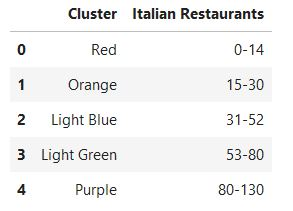 Cluster Italian Restaurants
0 Red 0-14
1 Orange 15-30
2 Light Blue 31-52
3 Light Green 53-80
4 Purple 80-130